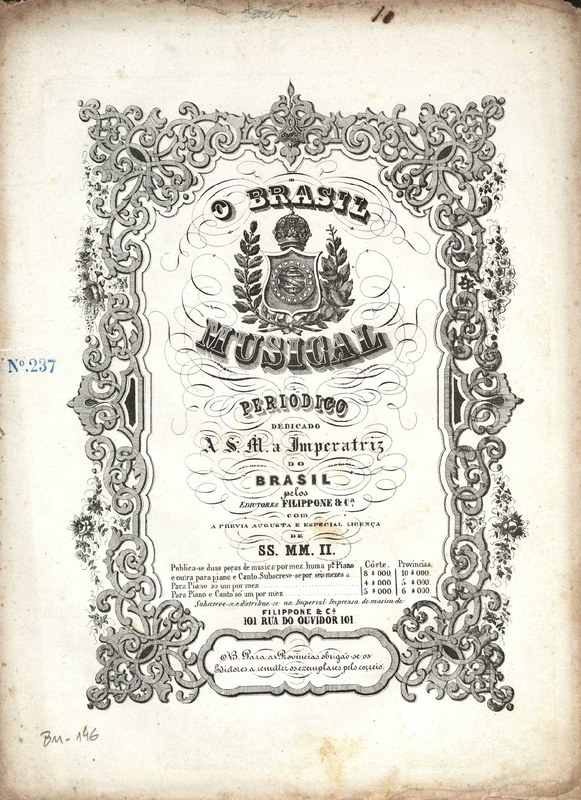 10
O BRASIL
MUSICAL
Nº.237
PERIODICO
DEDICADO
A S. M. a Imperatriz
DO
BRASIL
pelos
EDICTORES FILIPPONE & Cª
com
A PREVIA AUGUSTA E ESPECIAL LICENÇA
DE
SS. MM. II.
Côrte. Provincias.
Publica-se duas peças de musica por mez, huma pª Piano
e outra para piano e Canto. Subscreve-se por seis mezes a 8$000 10$000
Para Piano só um por mez 4$000 5$000
Para Piano e Canto só um por mez 5$000 6$000
Subscreve-se e distribue-se na Imperial Imprensa de musica de
FILIPPONE & Cª
101 RUA DO OUVIDOR 101
NB. Para as Provincias obrigão-se os
Edictores a remetter os exemplares pelo correio.
BM-146